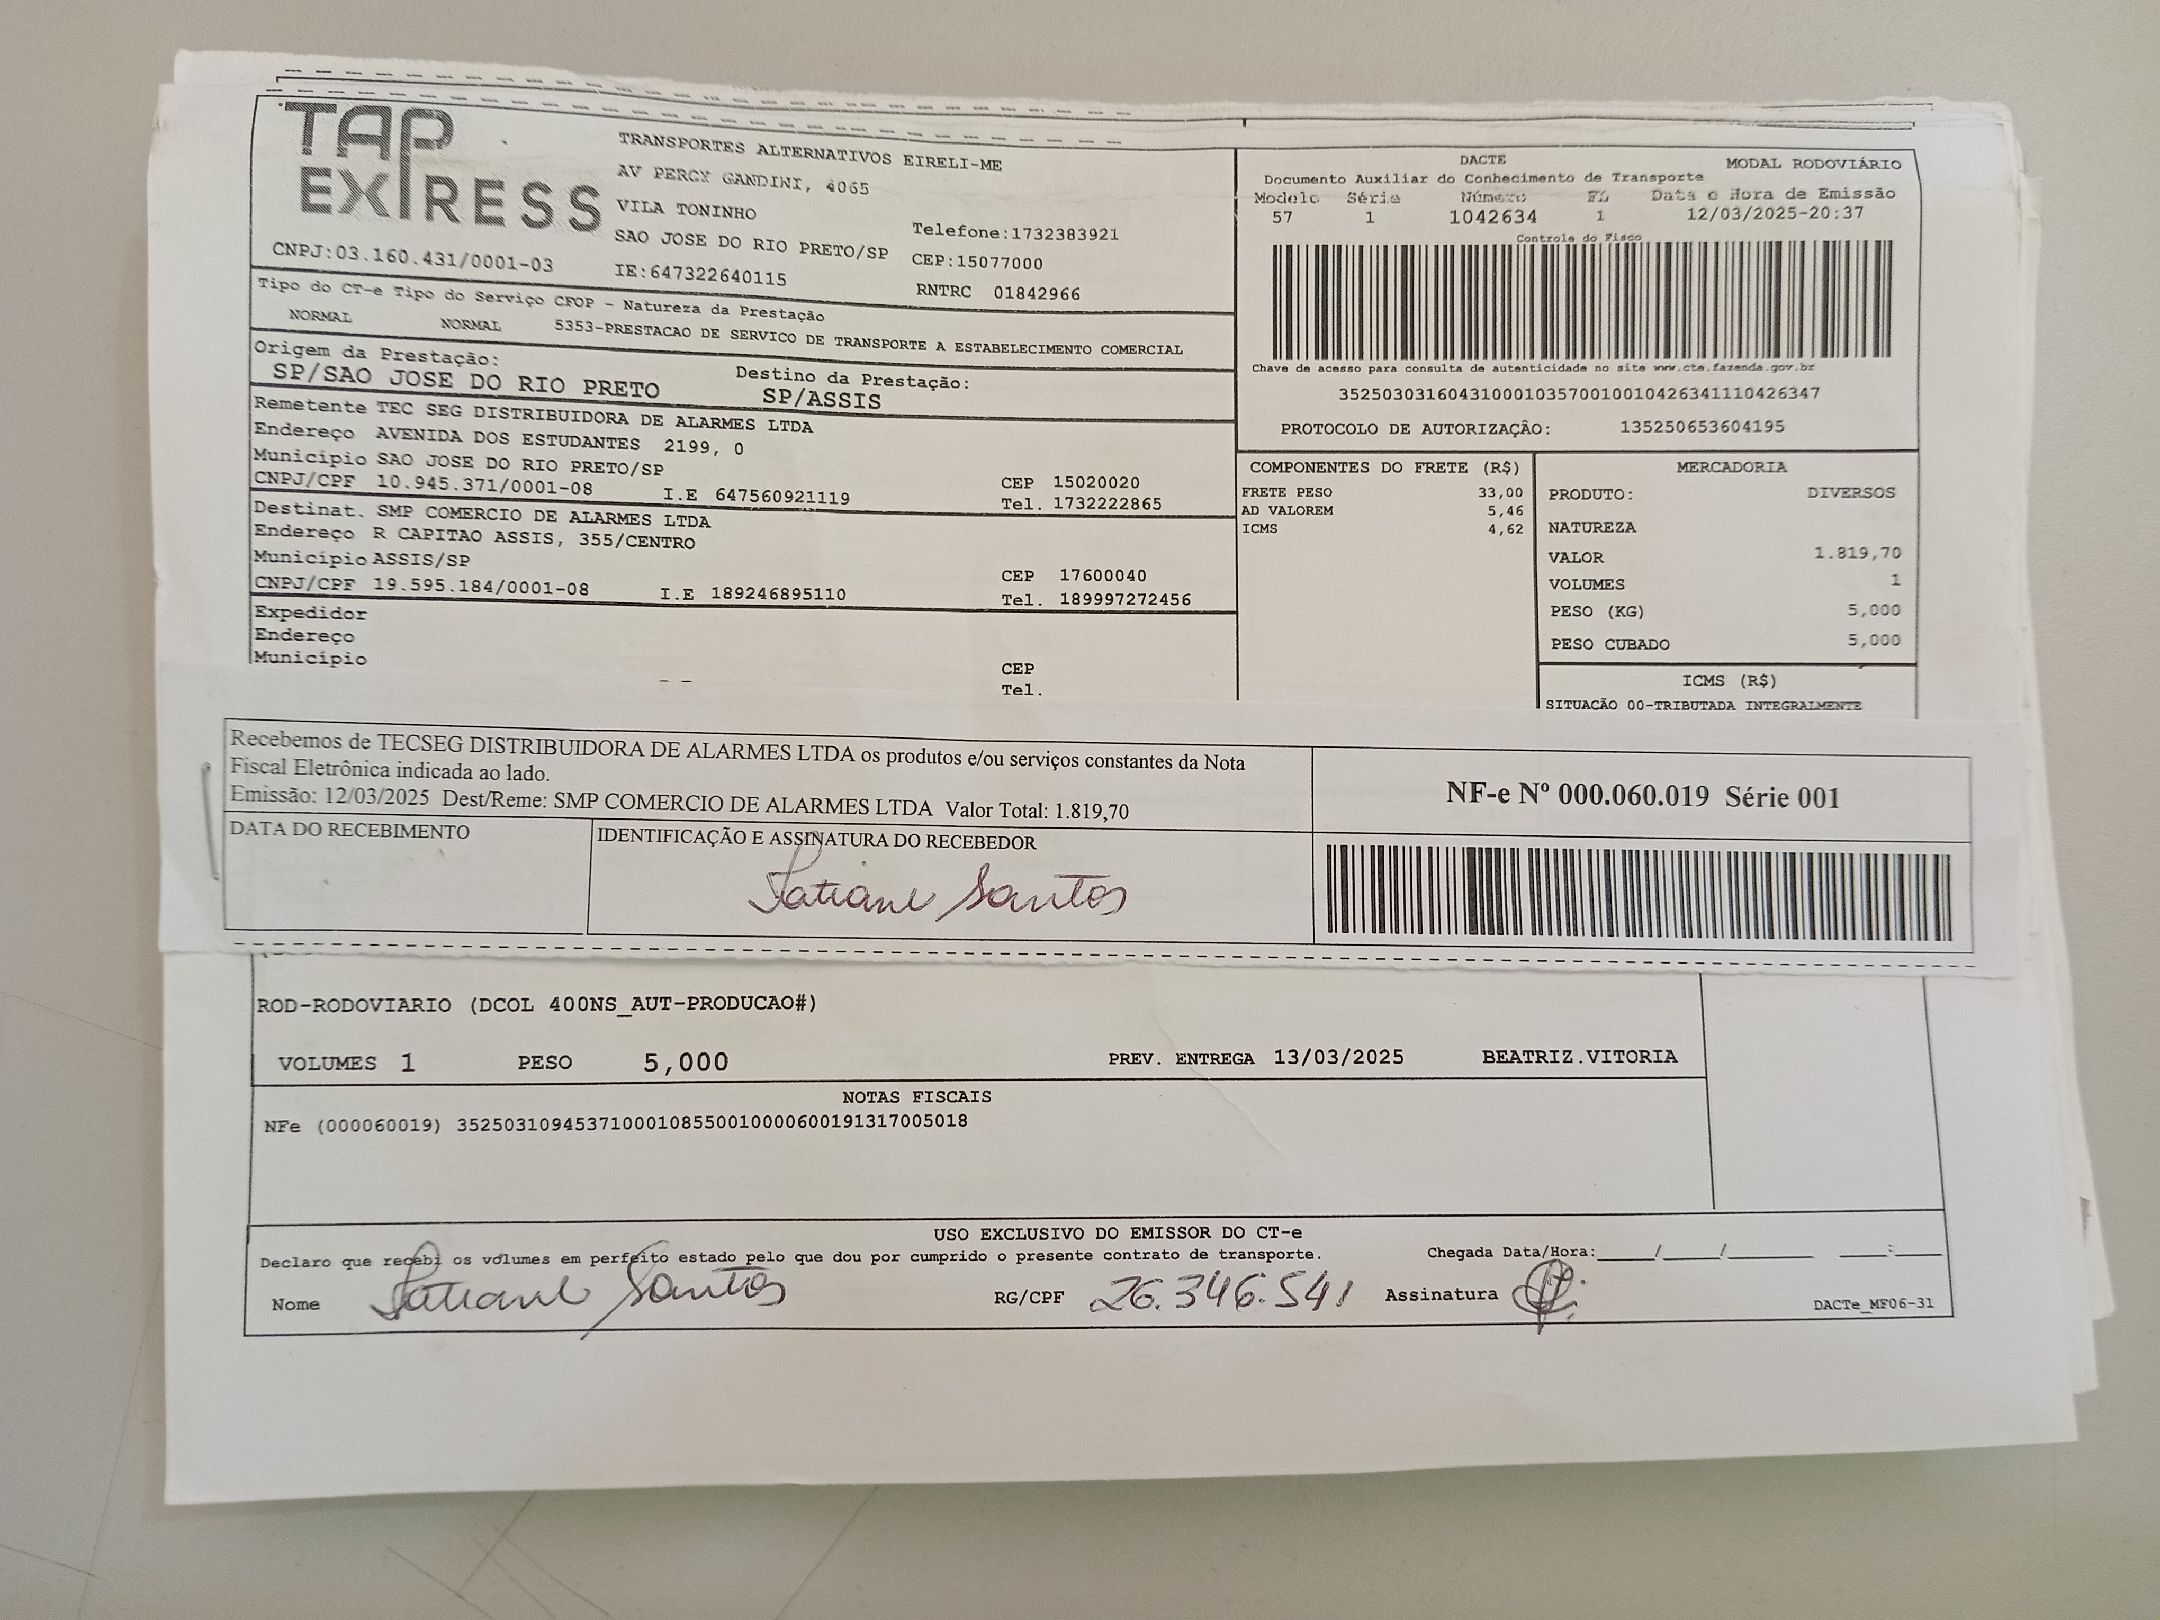 TAP EXPRESS
TRANSPORTES ALTERNATIVOS EIRELI-ME
AV PERCY GANDINI, 4065
VILA TONINHO
SAO JOSE DO RIO PRETO/SP
Telefone:1732383921
CEP:15077000
CNPJ:03.160.431/0001-03
IE:647322640115
RNTRC 01842966
Tipo do CT-e Tipo do Serviço CFOP - Natureza da Prestação
NORMAL NORMAL 5353-PRESTACAO DE SERVICO DE TRANSPORTE A ESTABELECIMENTO COMERCIAL
Origem da Prestação: Destino da Prestação:
SP/SAO JOSE DO RIO PRETO SP/ASSIS
Remetente TEC SEG DISTRIBUIDORA DE ALARMES LTDA
Endereço AVENIDA DOS ESTUDANTES 2199, 0
Município SAO JOSE DO RIO PRETO/SP CEP 15020020
CNPJ/CPF 10.945.371/0001-08 I.E 647560921119 Tel. 1732222865
Destinat. SMP COMERCIO DE ALARMES LTDA
Endereço R CAPITAO ASSIS, 355/CENTRO
Município ASSIS/SP CEP 17600040
CNPJ/CPF 19.595.184/0001-08 I.E 189246895110 Tel. 189997272456
Expedidor
Endereço
Município CEP
Tel.
DACTE MODAL RODOVIÁRIO
Documento Auxiliar do Conhecimento de Transporte
Modelo Série Número FL Data e Hora de Emissão
57 1 1042634 1 12/03/2025-20:37
Controle do Fisco
Chave de acesso para consulta de autenticidade no site www.cte.fazenda.gov.br
35250303160431000103570010010426341110426347
PROTOCOLO DE AUTORIZAÇÃO: 135250653604195
COMPONENTES DO FRETE (R$)
FRETE PESO 33,00
AD VALOREM 5,46
ICMS 4,62
MERCADORIA
PRODUTO: DIVERSOS
NATUREZA
VALOR 1.819,70
VOLUMES 1
PESO (KG) 5,000
PESO CUBADO 5,000
ICMS (R$)
SITUACÃO 00-TRIBUTADA INTEGRALMENTE
Recebemos de TECSEG DISTRIBUIDORA DE ALARMES LTDA os produtos e/ou serviços constantes da Nota
Fiscal Eletrônica indicada ao lado.
Emissão: 12/03/2025 Dest/Reme: SMP COMERCIO DE ALARMES LTDA Valor Total: 1.819,70
NF-e Nº 000.060.019 Série 001
DATA DO RECEBIMENTO IDENTIFICAÇÃO E ASSINATURA DO RECEBEDOR
Tatiane Santos
ROD-RODOVIARIO (DCOL 400NS_AUT-PRODUCAO#)
VOLUMES 1 PESO 5,000 PREV. ENTREGA 13/03/2025 BEATRIZ.VITORIA
NOTAS FISCAIS
NFe (000060019) 35250310945371000108550010000600191317005018
USO EXCLUSIVO DO EMISSOR DO CT-e
Declaro que recebi os volumes em perfeito estado pelo que dou por cumprido o presente contrato de transporte. Chegada Data/Hora:____/____/______ ___:___
Nome Tatiane Santos RG/CPF 26.346.541 Assinatura
DACTe_MF06-31